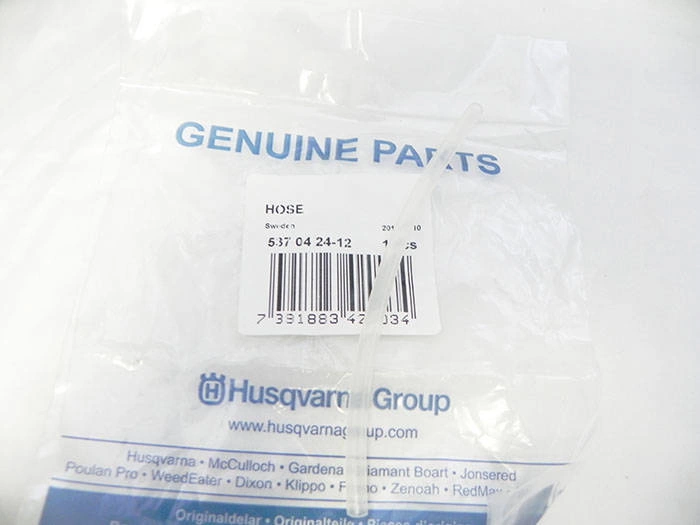 GENUINE PARTS
HOSE
Sweden
537 04 24-12
7 391883 034
Husqvarna Group
www.husqvarnagroup.com
Husqvarna • McCulloch • Gardena • Diamant Boart • Jonsered
Poulan Pro • WeedEater • Dixon • Klippo • • Zenoah • RedMax •
Originaldelar • Originalteile •